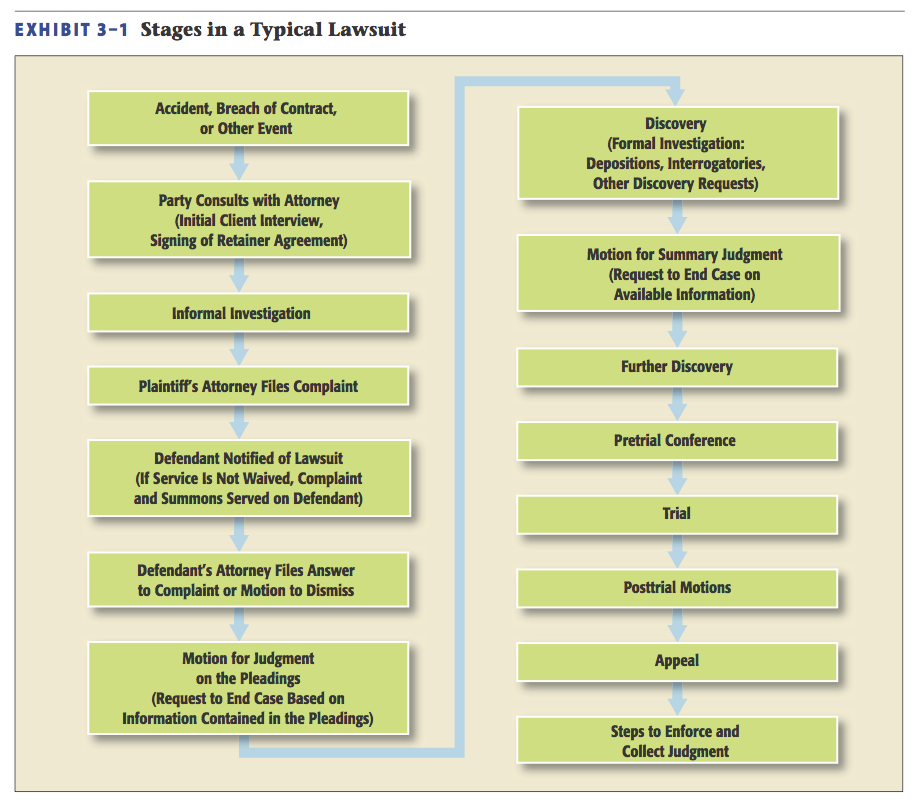 EXHIBIT 3-1 Stages in a Typical Lawsuit
Accident, Breach of Contract,
or Other Event
Party Consults with Attorney
(Initial Client Interview,
Signing of Retainer Agreement)
Informal Investigation
Plaintiff's Attorney Files Complaint
Defendant Notified of Lawsuit
(If Service Is Not Waived, Complaint
and Summons Served on Defendant)
Defendant's Attorney Files Answer
to Complaint or Motion to Dismiss
Motion for Judgment
on the Pleadings
(Request to End Case Based on
Information Contained in the Pleadings)
Discovery
(Formal Investigation:
Depositions, Interrogatories,
Other Discovery Requests)
Motion for Summary Judgment
(Request to End Case on
Available Information)
Further Discovery
Pretrial Conference
Trial
Posttrial Motions
Appeal
Steps to Enforce and
Collect Judgment